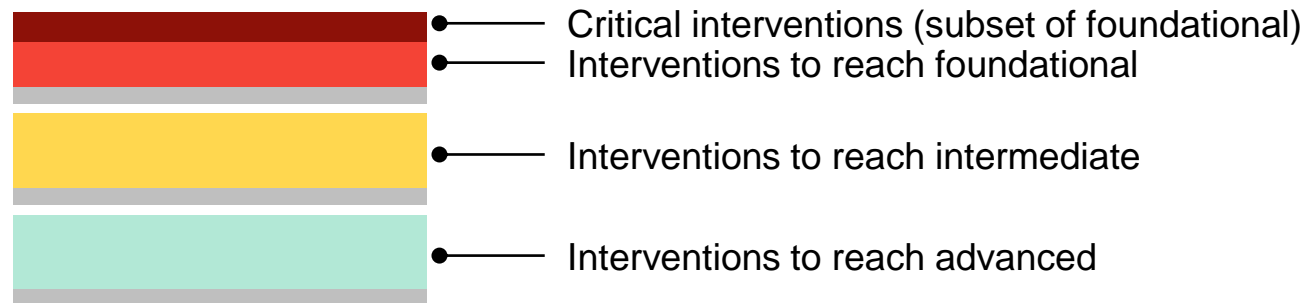 Critical interventions (subset of foundational)
Interventions to reach foundational
Interventions to reach intermediate
Interventions to reach advanced